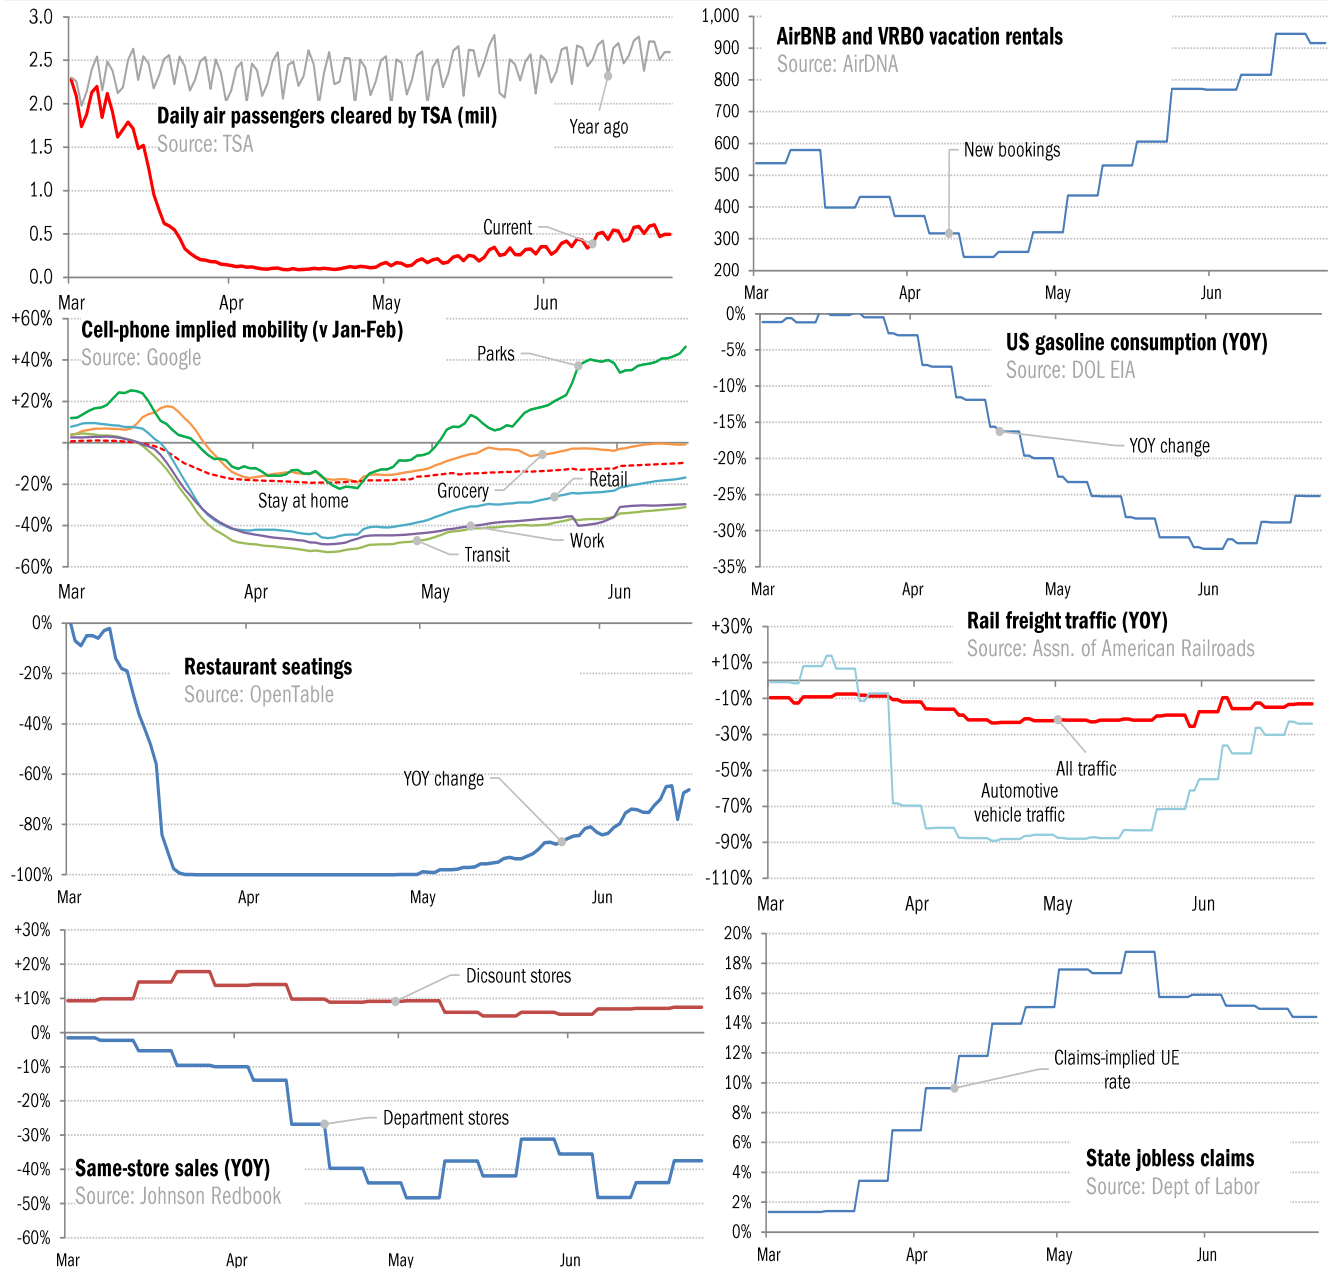 3.0
2.5
2.0
1.5
1.0
0.5
0.0
Daily air passengers cleared by TSA (mil)
Source: TSA
Year ago
Current
Mar Apr May Jun
1,000
900
800
700
600
500
400
300
200
AirBNB and VRBO vacation rentals
Source: AirDNA
New bookings
Mar Apr May Jun
+60%
+40%
+20%
-20%
-40%
-60%
Cell-phone implied mobility (v Jan-Feb)
Source: Google
Parks
Stay at home
Grocery
Retail
Work
Transit
Mar Apr May Jun
0%
-5%
-10%
-15%
-20%
-25%
-30%
-35%
US gasoline consumption (YOY)
Source: DOL EIA
YOY change
Mar Apr May Jun
0%
-20%
-40%
-60%
-80%
-100%
Restaurant seatings
Source: OpenTable
YOY change
Mar Apr May Jun
Rail freight traffic (YOY)
Source: Assn. of American Railroads
+30%
+10%
-10%
-30%
-50%
-70%
-90%
-110%
All traffic
Automotive
vehicle traffic
Mar Apr May Jun
+30%
+20%
+10%
0%
-10%
-20%
-30%
-40%
-50%
-60%
Dicsount stores
Department stores
Same-store sales (YOY)
Source: Johnson Redbook
Mar Apr May Jun
20%
18%
16%
14%
12%
10%
8%
6%
4%
2%
0%
Claims-implied UE
rate
State jobless claims
Source: Dept of Labor
Mar Apr May Jun